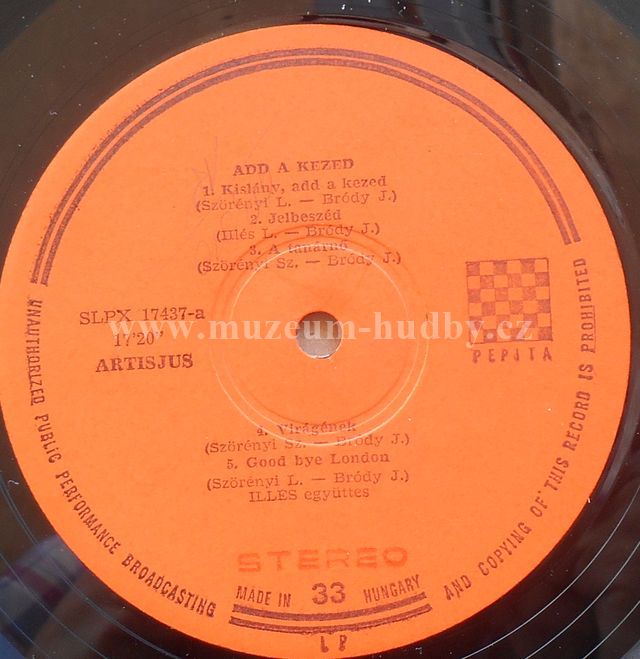 ADD A KEZED
1. Kislány, add a kezed
(Szörényi L. — Bródy J.)
2. Jelbeszéd
(Illés L. — Bródy J.)
3. A tanárnő
(Szörényi Sz. — Bródy J.)
SLPX 17437-a
17'20"
ARTISJUS
PEPITA
www.muzeum-hudby.cz
4. Virágének
(Szörényi Sz. — Bródy J.)
5. Good bye London
(Szörényi L. — Bródy J.)
ILLÉS együttes
STEREO
MADE IN 33 HUNGARY
LP
UNAUTHORIZED PUBLIC PERFORMANCE BROADCASTING AND COPYING OF THIS RECORD IS PROHIBITED